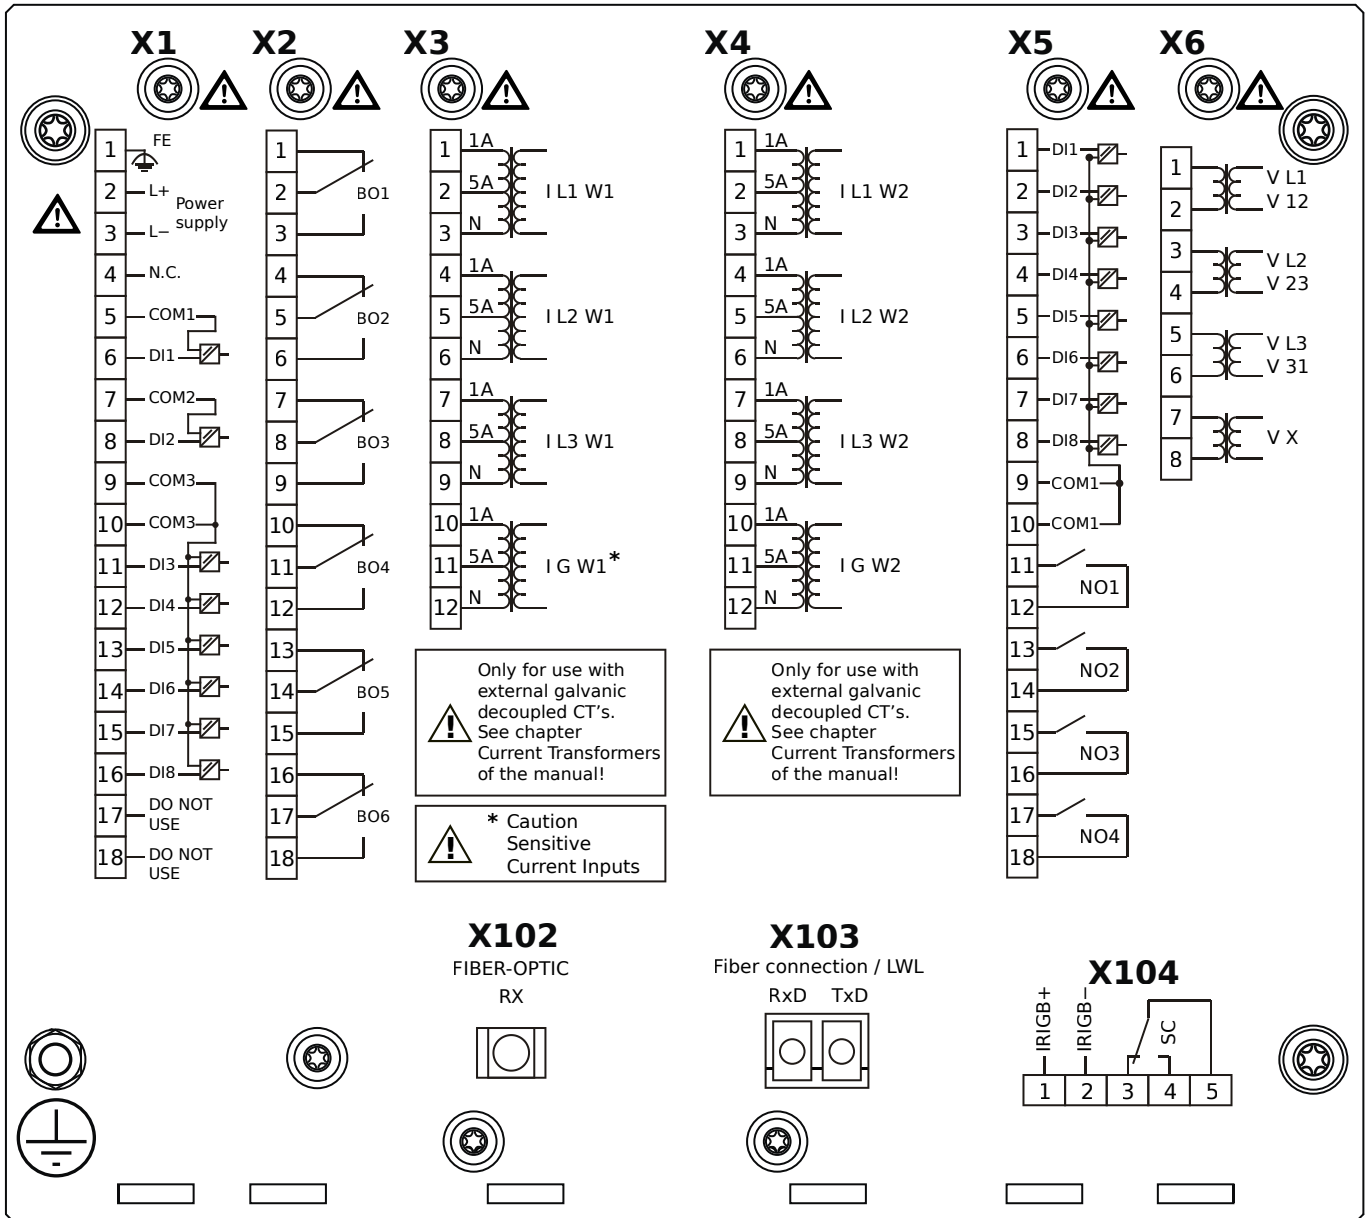 X1
X2
X3
X4
X5
X6
1 FE
2 L+
Power
supply
3 L−
4 N.C.
5 COM1
6 DI1
7 COM2
8 DI2
9 COM3
10 COM3
11 DI3
12 DI4
13 DI5
14 DI6
15 DI7
16 DI8
17 DO NOT
USE
18 DO NOT
USE
1
2 BO1
3
4
5 BO2
6
7
8 BO3
9
10
11 BO4
12
13
14 BO5
15
16
17 BO6
18
1 1A
2 5A I L1 W1
3 N
4 1A
5 5A I L2 W1
6 N
7 1A
8 5A I L3 W1
9 N
10 1A
11 5A I G W1*
12 N
Only for use with
external galvanic
decoupled CT's.
See chapter
Current Transformers
of the manual!
* Caution
Sensitive
Current Inputs
1 1A
2 5A I L1 W2
3 N
4 1A
5 5A I L2 W2
6 N
7 1A
8 5A I L3 W2
9 N
10 1A
11 5A I G W2
12 N
Only for use with
external galvanic
decoupled CT's.
See chapter
Current Transformers
of the manual!
1 DI1
2 DI2
3 DI3
4 DI4
5 DI5
6 DI6
7 DI7
8 DI8
9 COM1
10 COM1
11
NO1
12
13
NO2
14
15
NO3
16
17
NO4
18
1 V L1
2 V 12
3 V L2
4 V 23
5 V L3
6 V 31
7
V X
8
X102
FIBER-OPTIC
RX
X103
Fiber connection / LWL
RxD TxD
X104
IRIGB+
IRIGB−
SC
1 2 3 4 5